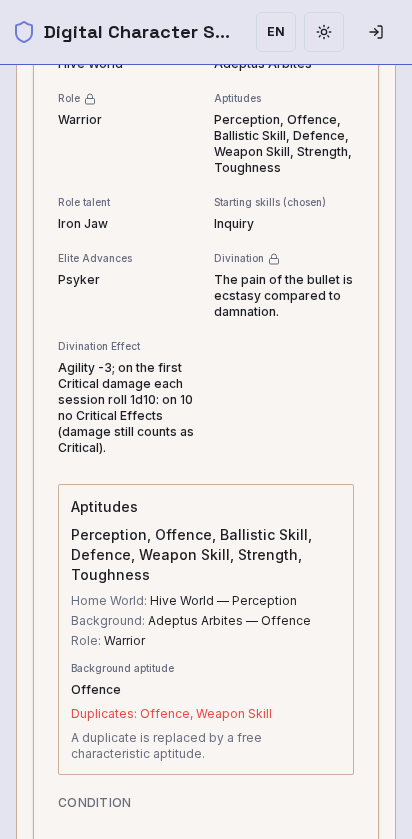 Digital Character S... EN
Hive World Adeptus Arbites
Role Aptitudes
Warrior
Perception, Offence,
Ballistic Skill, Defence,
Weapon Skill, Strength,
Toughness
Role talent Starting skills (chosen)
Iron Jaw Inquiry
Elite Advances Divination
Psyker
The pain of the bullet is
ecstasy compared to
damnation.
Divination Effect
Agility -3; on the first
Critical damage each
session roll 1d10: on 10
no Critical Effects
(damage still counts as
Critical).
Aptitudes
Perception, Offence, Ballistic Skill,
Defence, Weapon Skill, Strength,
Toughness
Home World: Hive World — Perception
Background: Adeptus Arbites — Offence
Role: Warrior
Background aptitude
Offence
Duplicates: Offence, Weapon Skill
A duplicate is replaced by a free
characteristic aptitude.
CONDITION